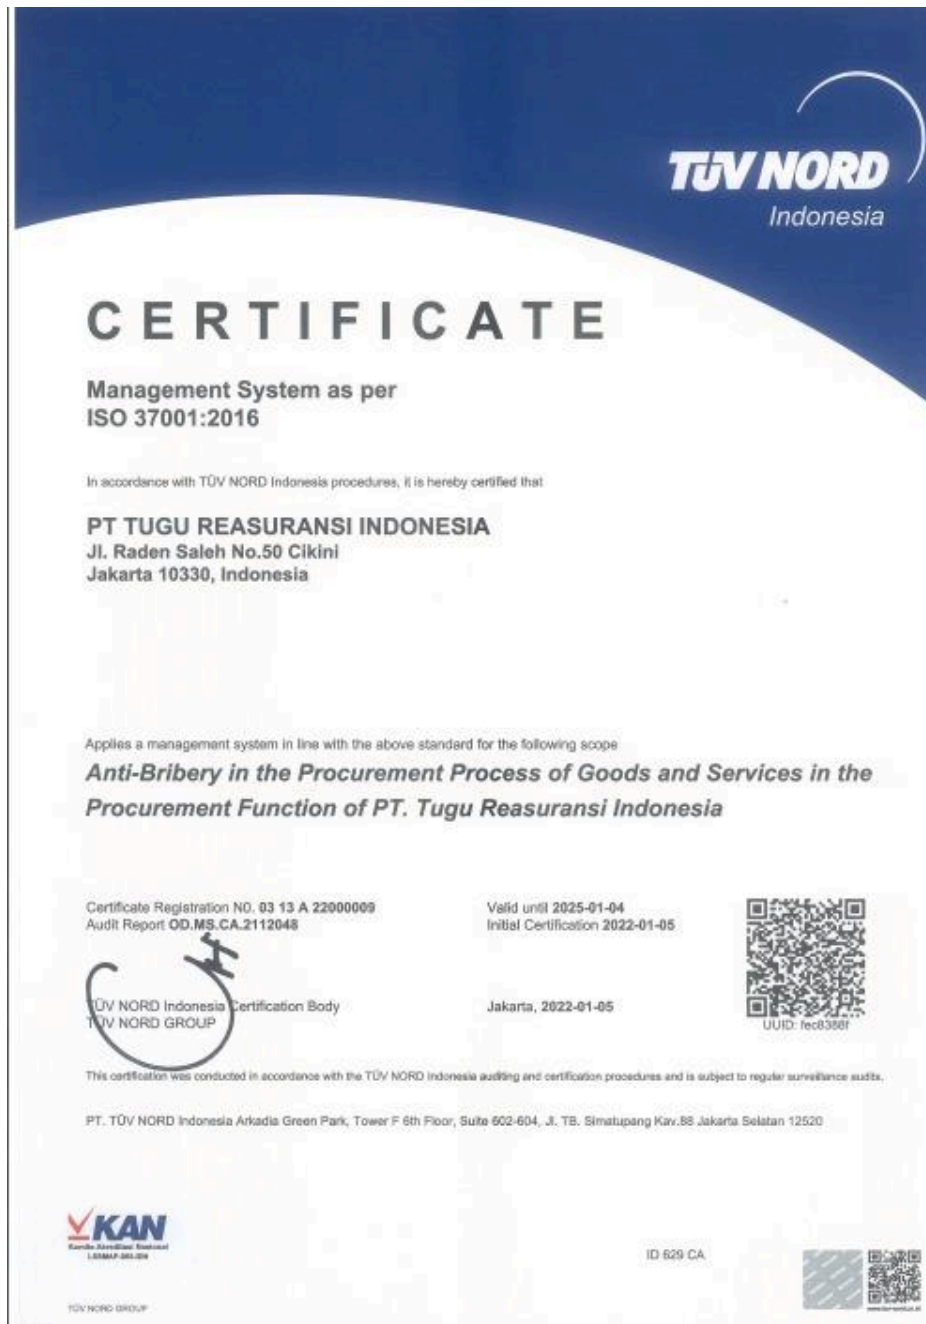 TÜV NORD
Indonesia
CERTIFICATE
Management System as per
ISO 37001:2016
In accordance with TÜV NORD Indonesia procedures, it is hereby certified that
PT TUGU REASURANSI INDONESIA
Jl. Raden Saleh No.50 Cikini
Jakarta 10330, Indonesia
Applies a management system in line with the above standard for the following scope
Anti-Bribery in the Procurement Process of Goods and Services in the
Procurement Function of PT. Tugu Reasuransi Indonesia
Certificate Registration NO. 03 13 A 22000009
Audit Report OD.MS.CA.2112048
Valid until 2025-01-04
Initial Certification 2022-01-05
TÜV NORD Indonesia Certification Body
TÜV NORD GROUP
Jakarta, 2022-01-05
UUID: fec8388f
This certification was conducted in accordance with the TÜV NORD Indonesia auditing and certification procedures and is subject to regular surveillance audits.
PT. TÜV NORD Indonesia Arkadia Green Park, Tower F 6th Floor, Suite 602-604, Jl. TB. Simatupang Kav.88 Jakarta Selatan 12520
KAN
Komite Akreditasi Nasional
ID 629 CA
TÜV NORD GROUP